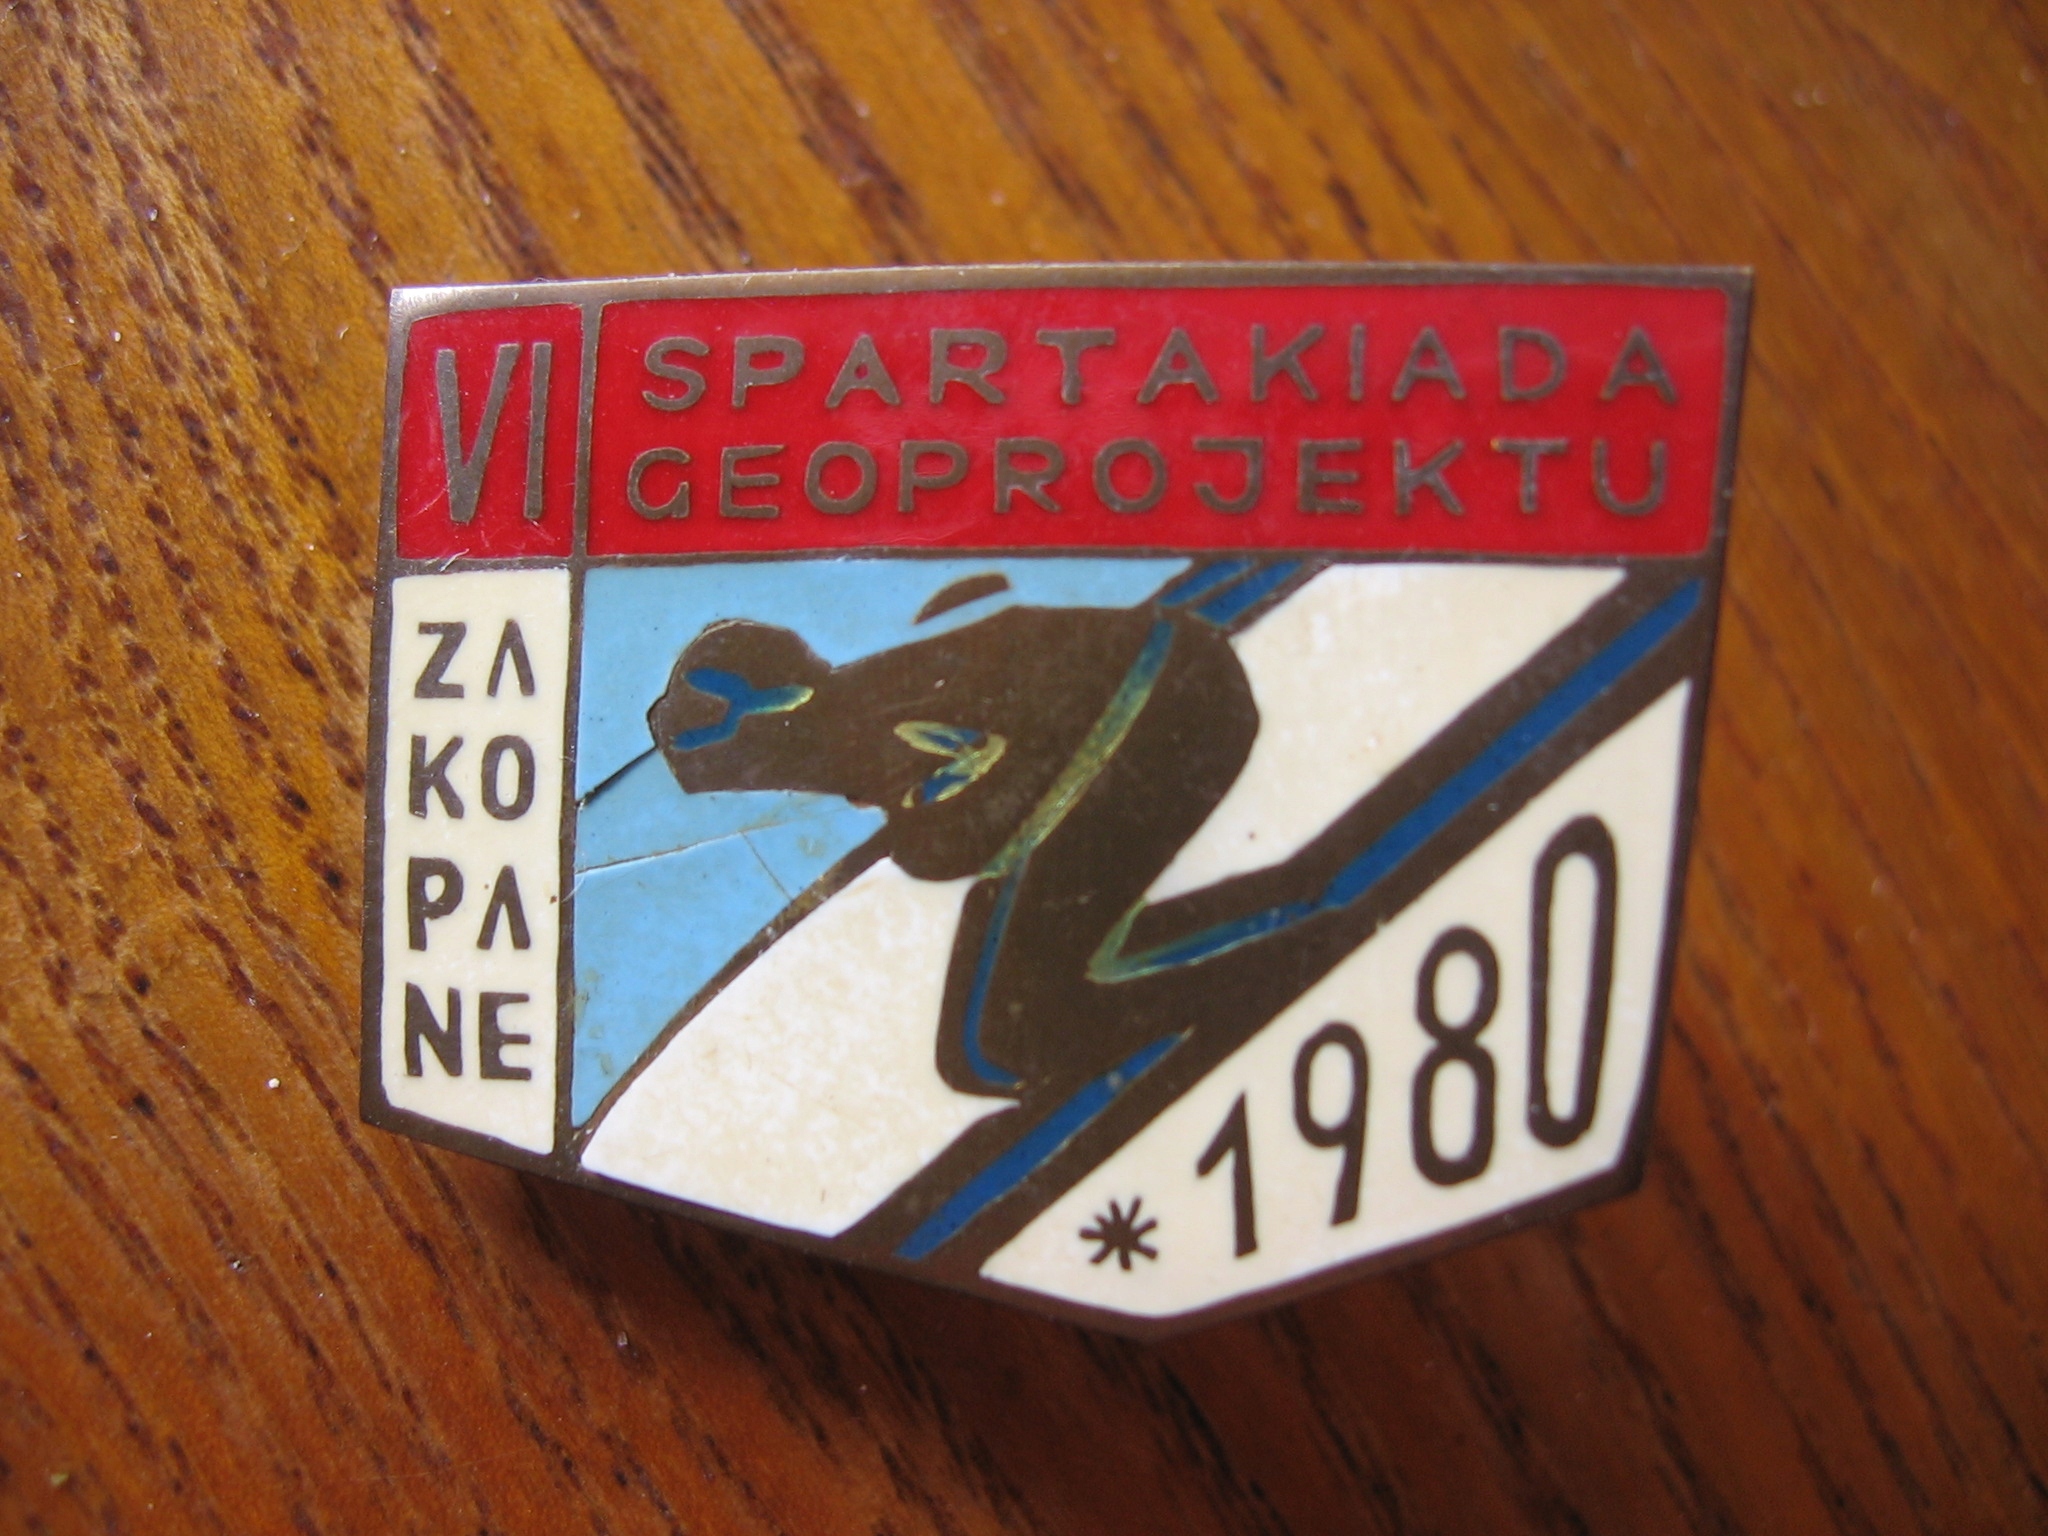 VI
SPARTAKIADA
GEOPROJEKTU
ZA
KO
PA
NE
* 1980